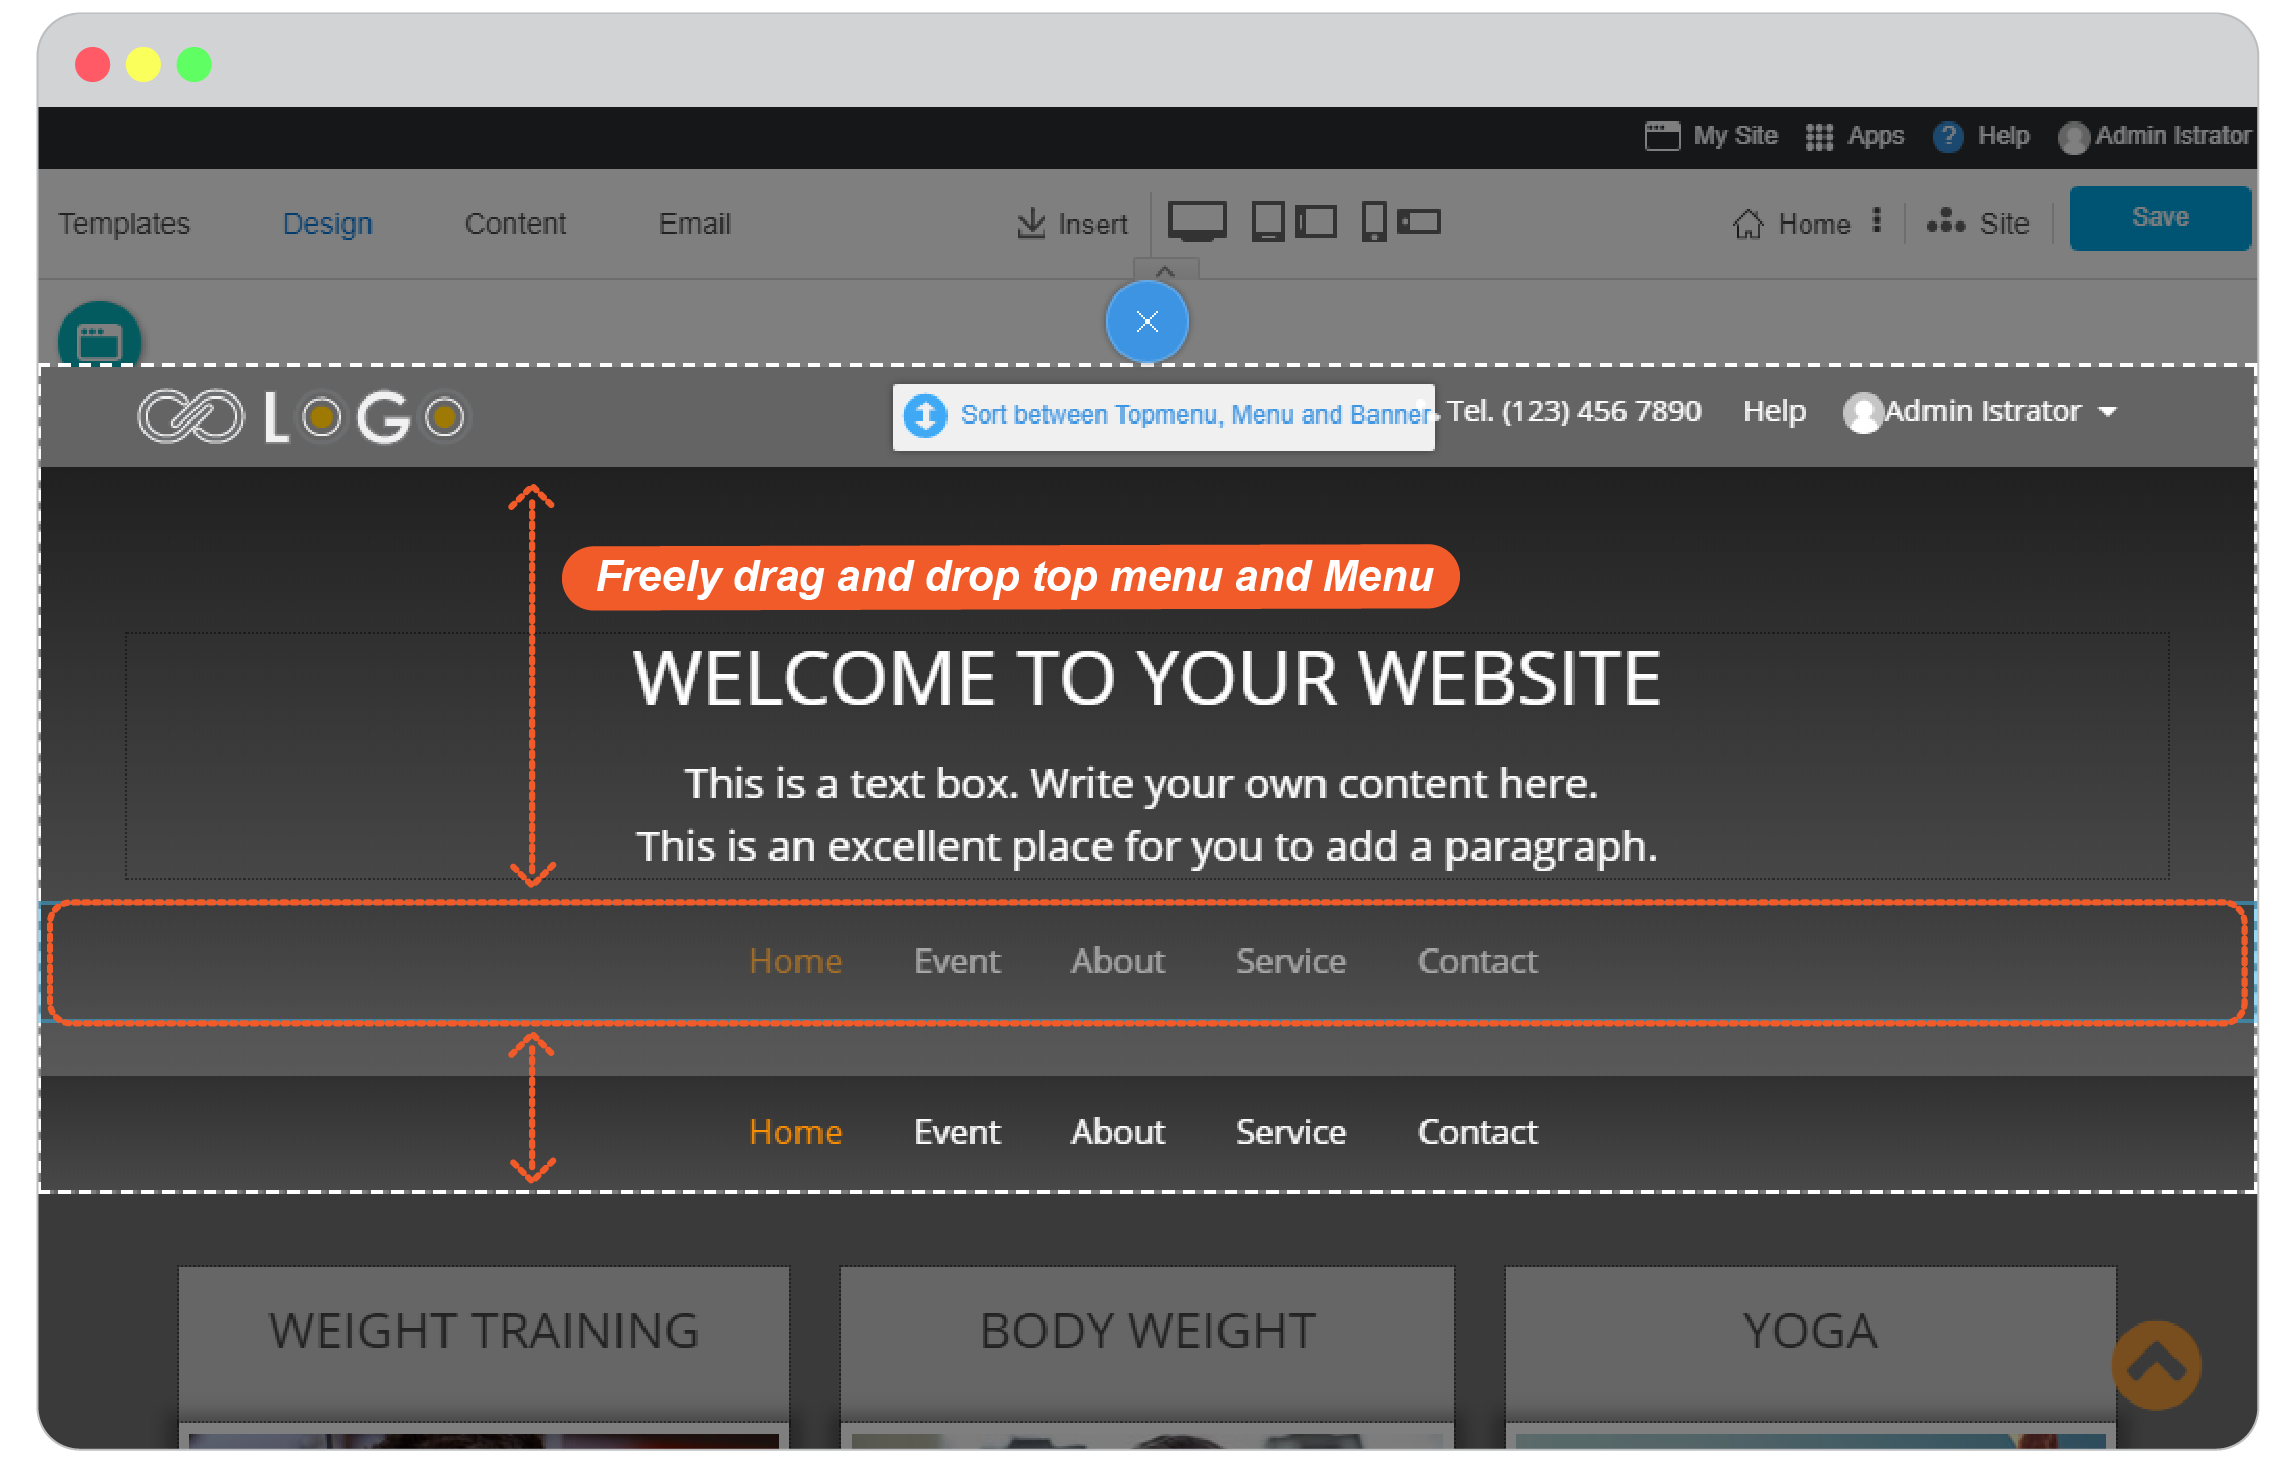 My Site Apps ? Help Admin Istrator
Templates Design Content Email Insert Home Site Save
LOGO Sort between Topmenu, Menu and Banner Tel. (123) 456 7890 Help Admin Istrator
Freely drag and drop top menu and Menu
WELCOME TO YOUR WEBSITE
This is a text box. Write your own content here.
This is an excellent place for you to add a paragraph.
Home Event About Service Contact
Home Event About Service Contact
WEIGHT TRAINING BODY WEIGHT YOGA